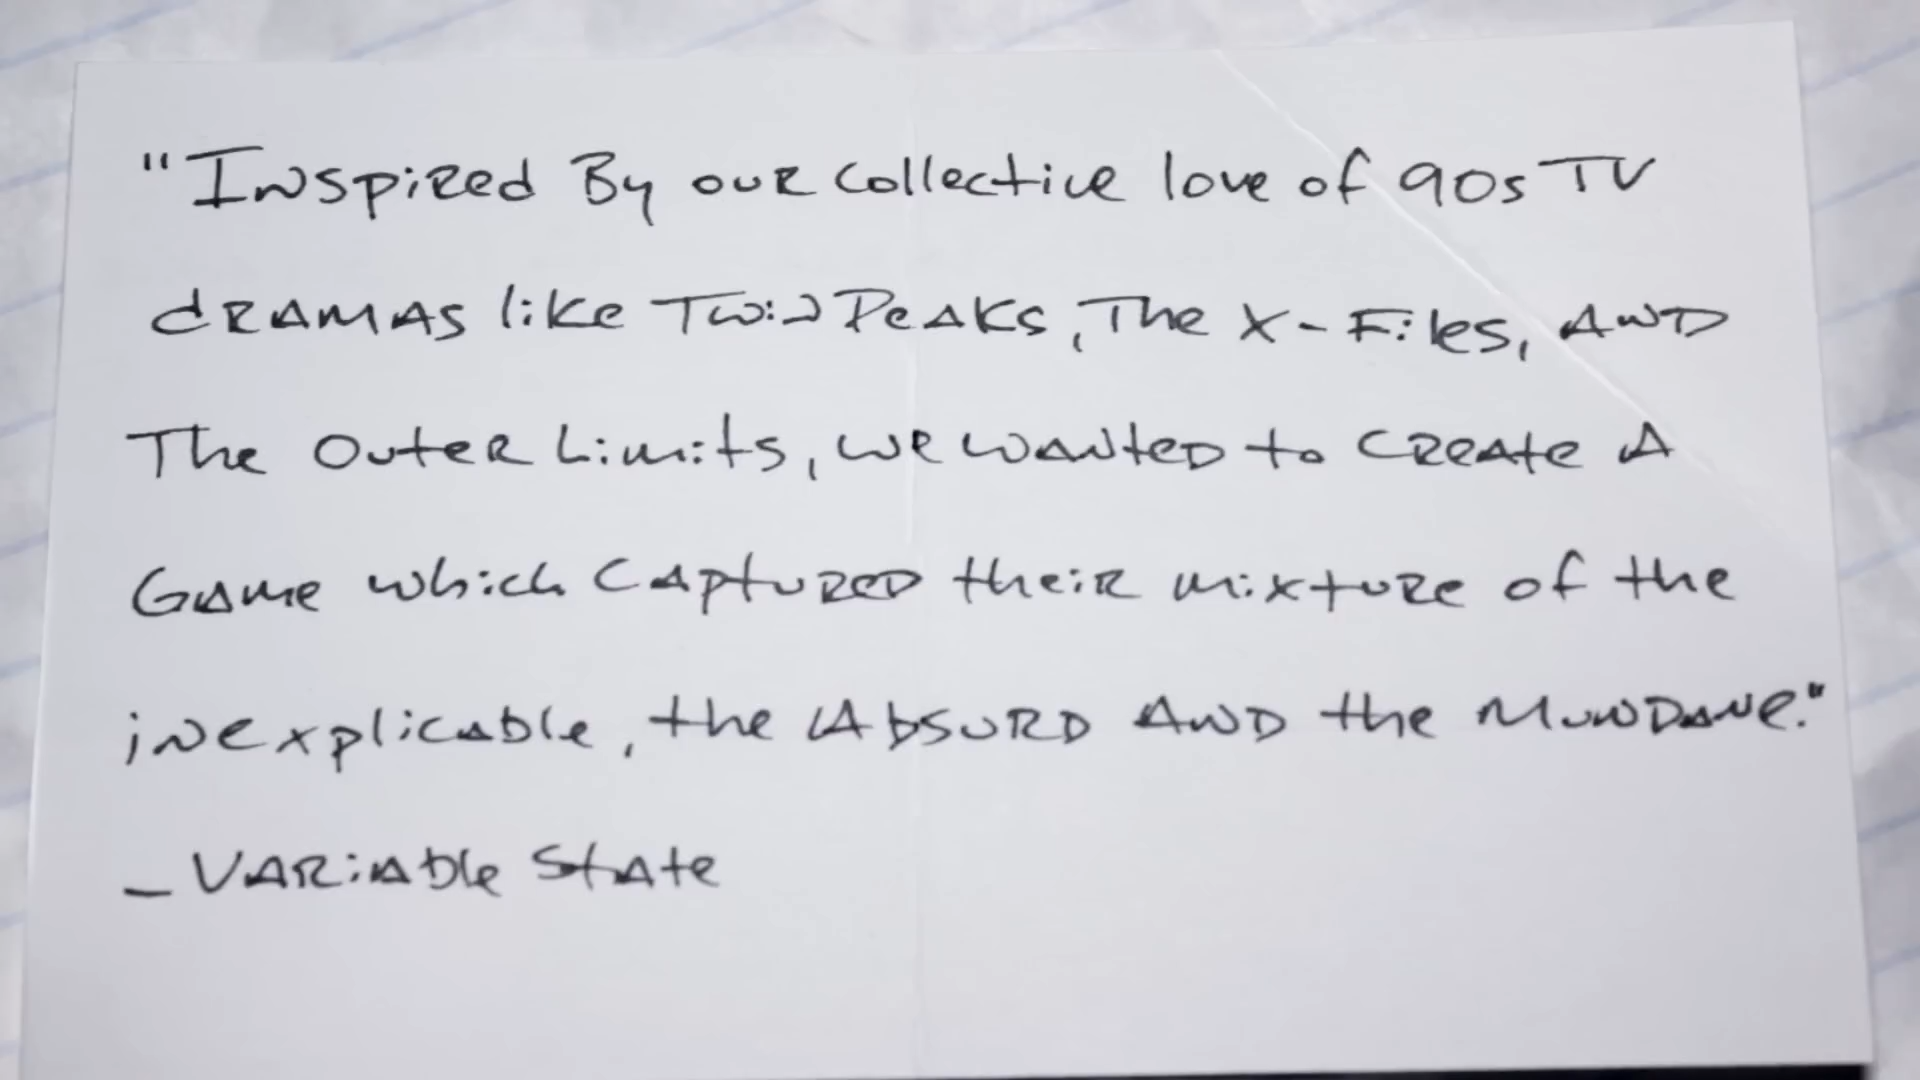 "Inspired By our collective love of 90s TV
dramas like Twin Peaks, The X-Files, AND
The Outer Limits, we wanted to create A
Game which captured their mixture of the
inexplicable, the Absurd AND the MunDane."
- Variable State